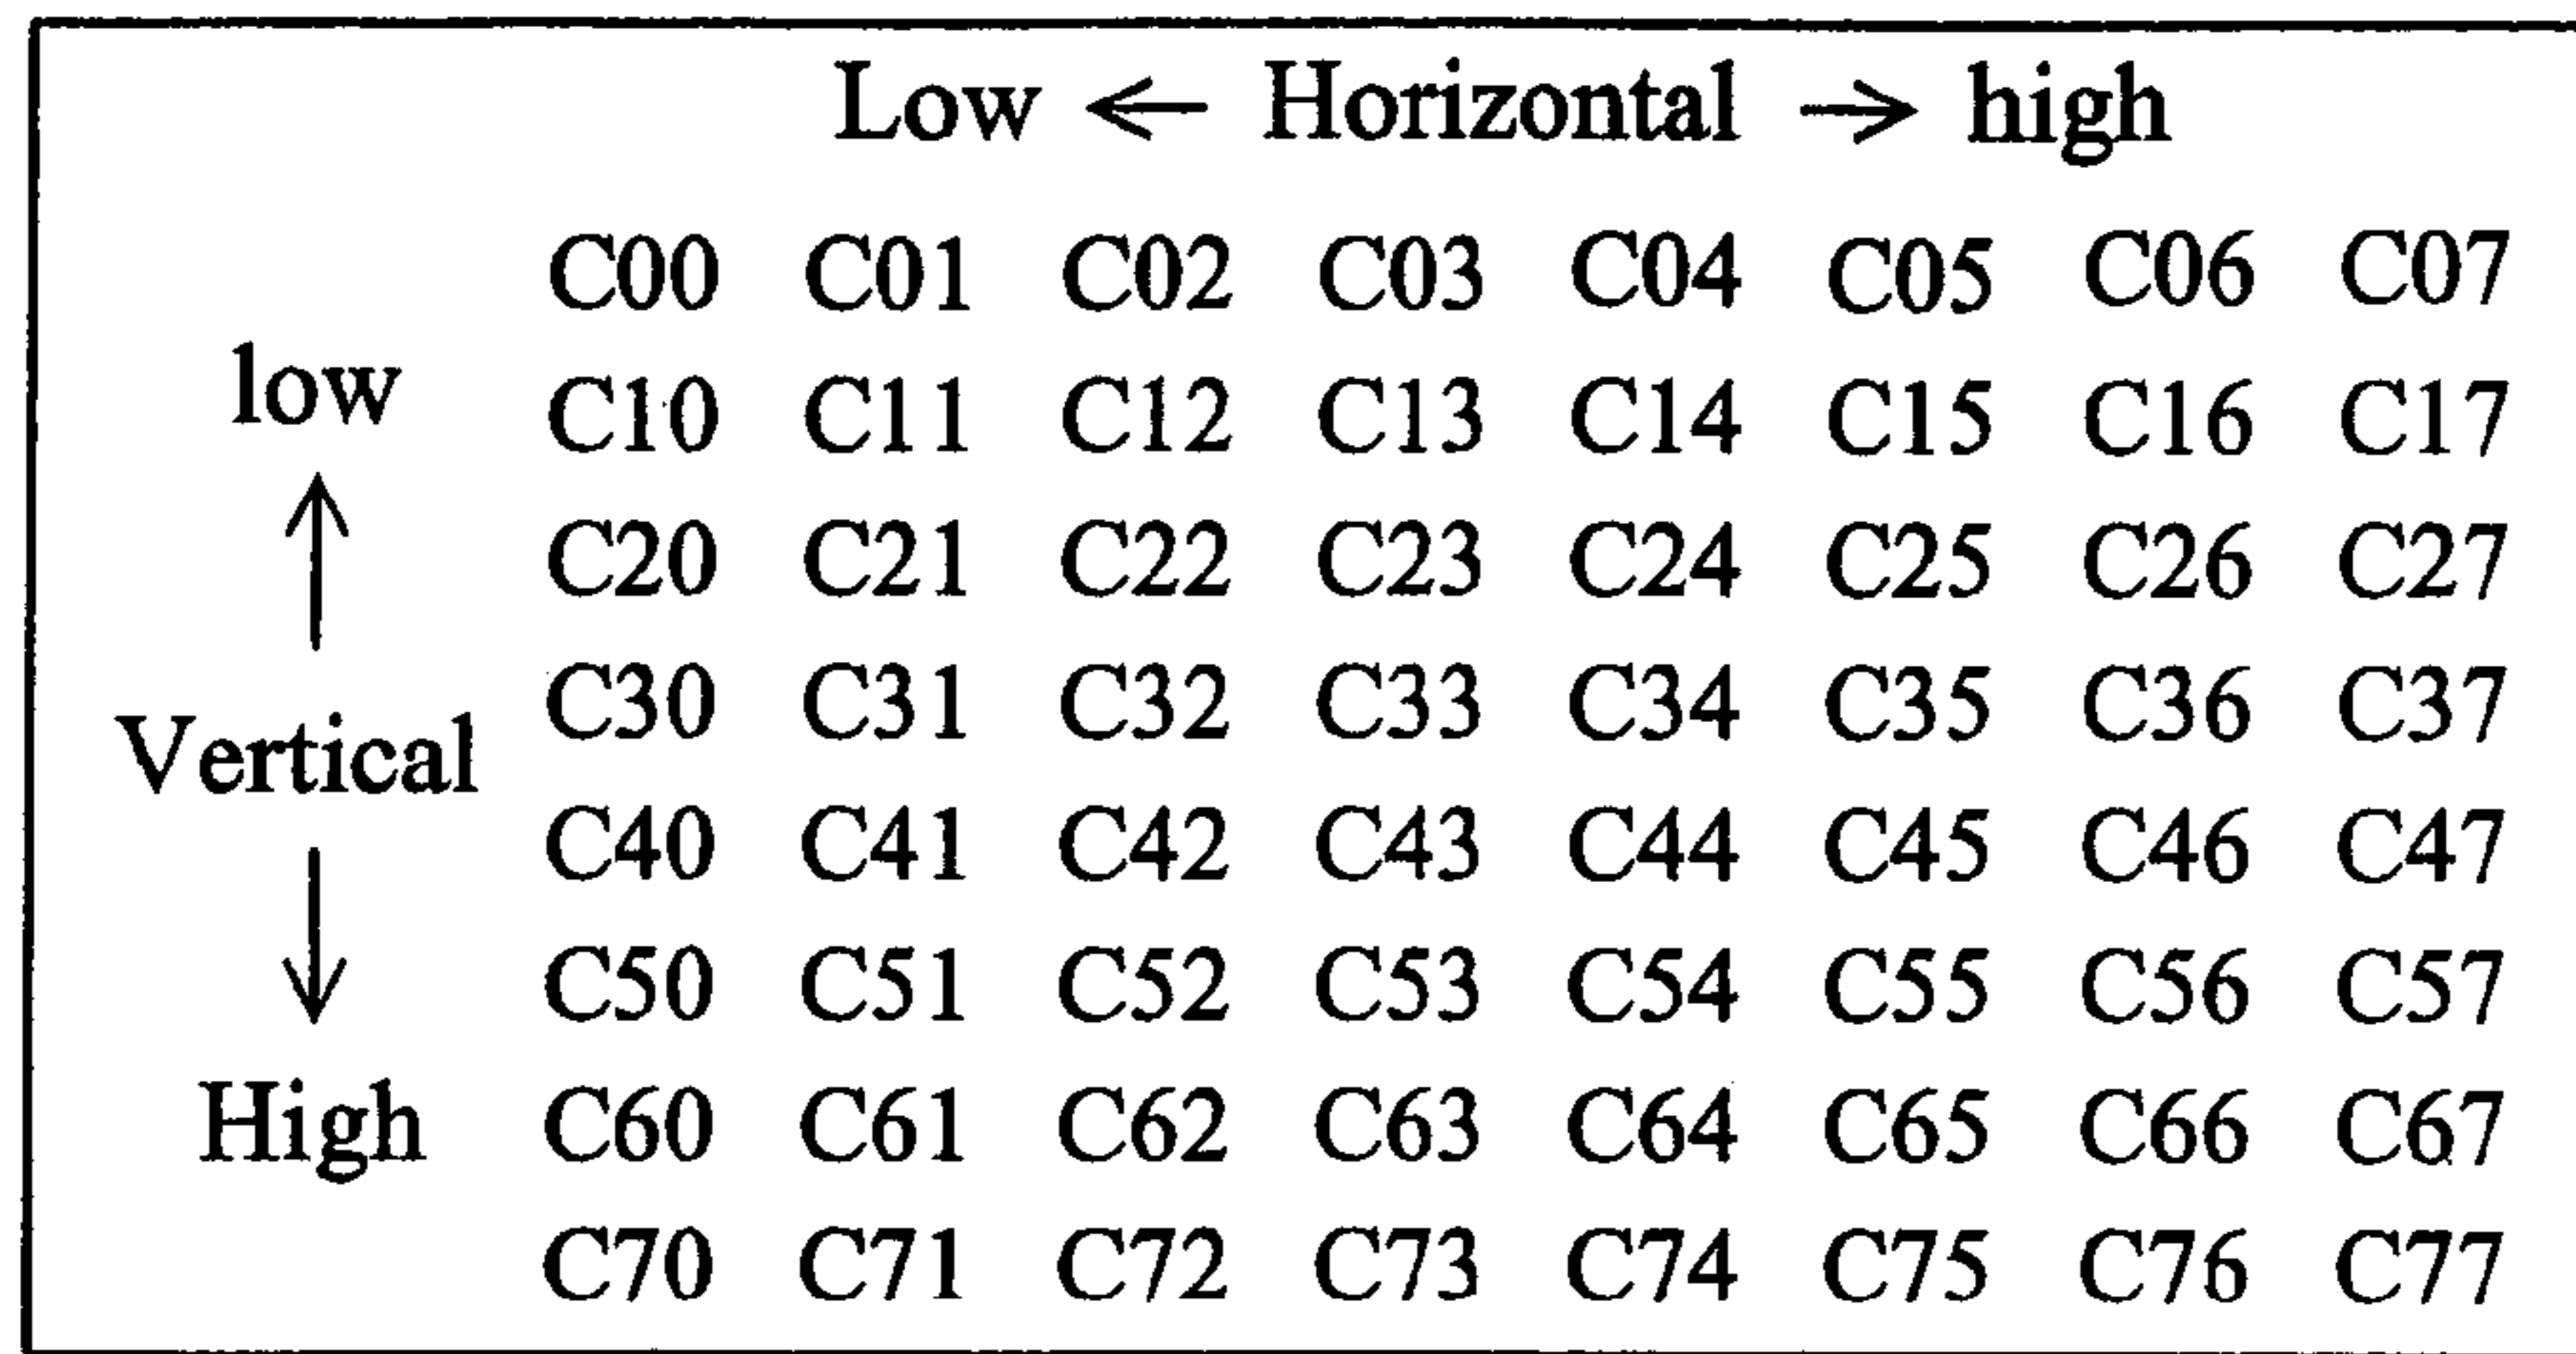 Low ← Horizontal → high
C00 C01 C02 C03 C04 C05 C06 C07
low
C10 C11 C12 C13 C14 C15 C16 C17
↑
C20 C21 C22 C23 C24 C25 C26 C27
C30 C31 C32 C33 C34 C35 C36 C37
Vertical
C40 C41 C42 C43 C44 C45 C46 C47
↓
C50 C51 C52 C53 C54 C55 C56 C57
High
C60 C61 C62 C63 C64 C65 C66 C67
C70 C71 C72 C73 C74 C75 C76 C77